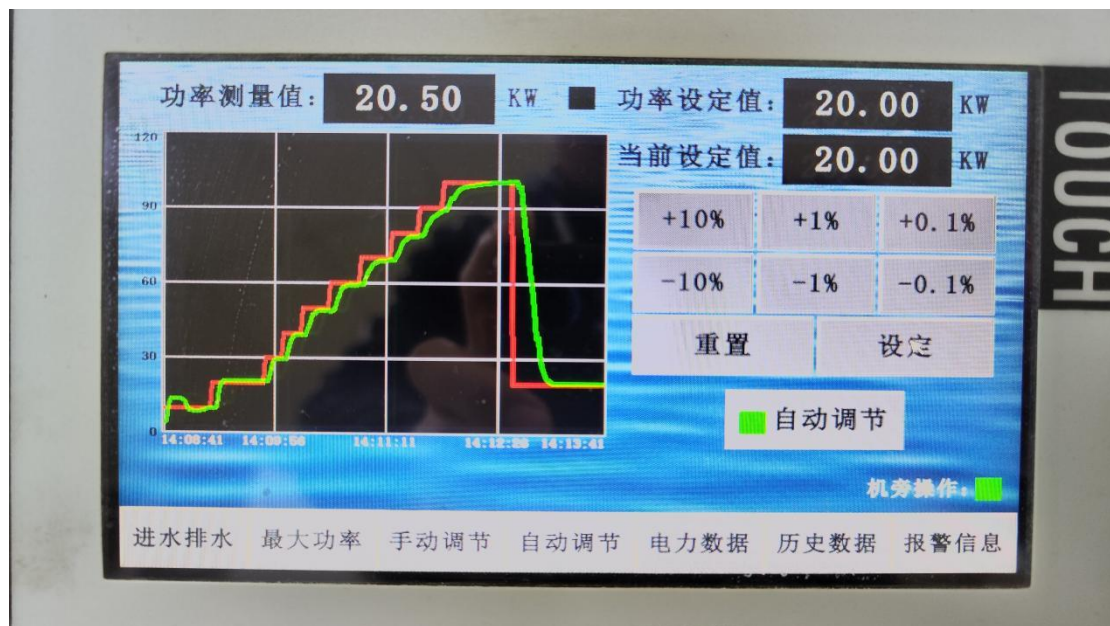 功率测量值： 20.50 KW 功率设定值： 20.00 KW
当前设定值： 20.00 KW
120
90
60
30
0
14:08:41 14:09:56 14:11:11 14:12:26 14:13:41
+10% +1% +0.1%
-10% -1% -0.1%
重置 设定
自动调节
机旁操作：
进水排水 最大功率 手动调节 自动调节 电力数据 历史数据 报警信息
TOUCH